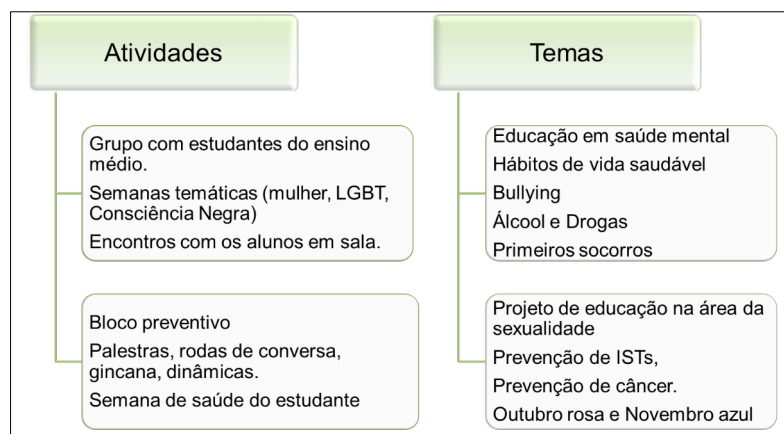 Atividades
Grupo com estudantes do ensino
médio.
Semanas temáticas (mulher, LGBT,
Consciência Negra)
Encontros com os alunos em sala.
Bloco preventivo
Palestras, rodas de conversa,
gincana, dinâmicas.
Semana de saúde do estudante
Temas
Educação em saúde mental
Hábitos de vida saudável
Bullying
Álcool e Drogas
Primeiros socorros
Projeto de educação na área da
sexualidade
Prevenção de ISTs,
Prevenção de câncer.
Outubro rosa e Novembro azul